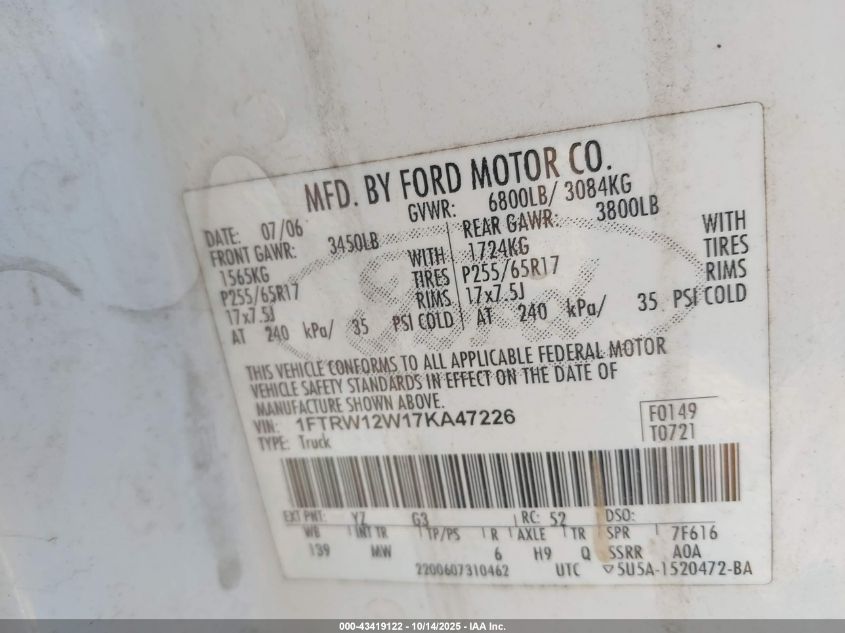 MFD. BY FORD MOTOR CO.
DATE: 07/06 GVWR: 6800LB/ 3084KG
FRONT GAWR: 3450LB REAR GAWR: 3800LB
1565KG WITH 1724KG WITH
P255/65R17 TIRES P255/65R17 TIRES
17x7.5J RIMS 17x7.5J RIMS
AT 240 kPa/ 35 PSI COLD AT 240 kPa/ 35 PSI COLD
THIS VEHICLE CONFORMS TO ALL APPLICABLE FEDERAL MOTOR
VEHICLE SAFETY STANDARDS IN EFFECT ON THE DATE OF
MANUFACTURE SHOWN ABOVE.
VIN: 1FTRW12W17KA47226 F0149
TYPE: Truck T0721
EXT PNT: YZ G3 RC: 52 DSO:
WB INT TR TP/PS R AXLE TR SPR 7F616
139 MW 6 H9 Q SSRR A0A
2200607310462 UTC ▽5U5A-1520472-BA
000-43419122 - 10/14/2025 - IAA Inc.